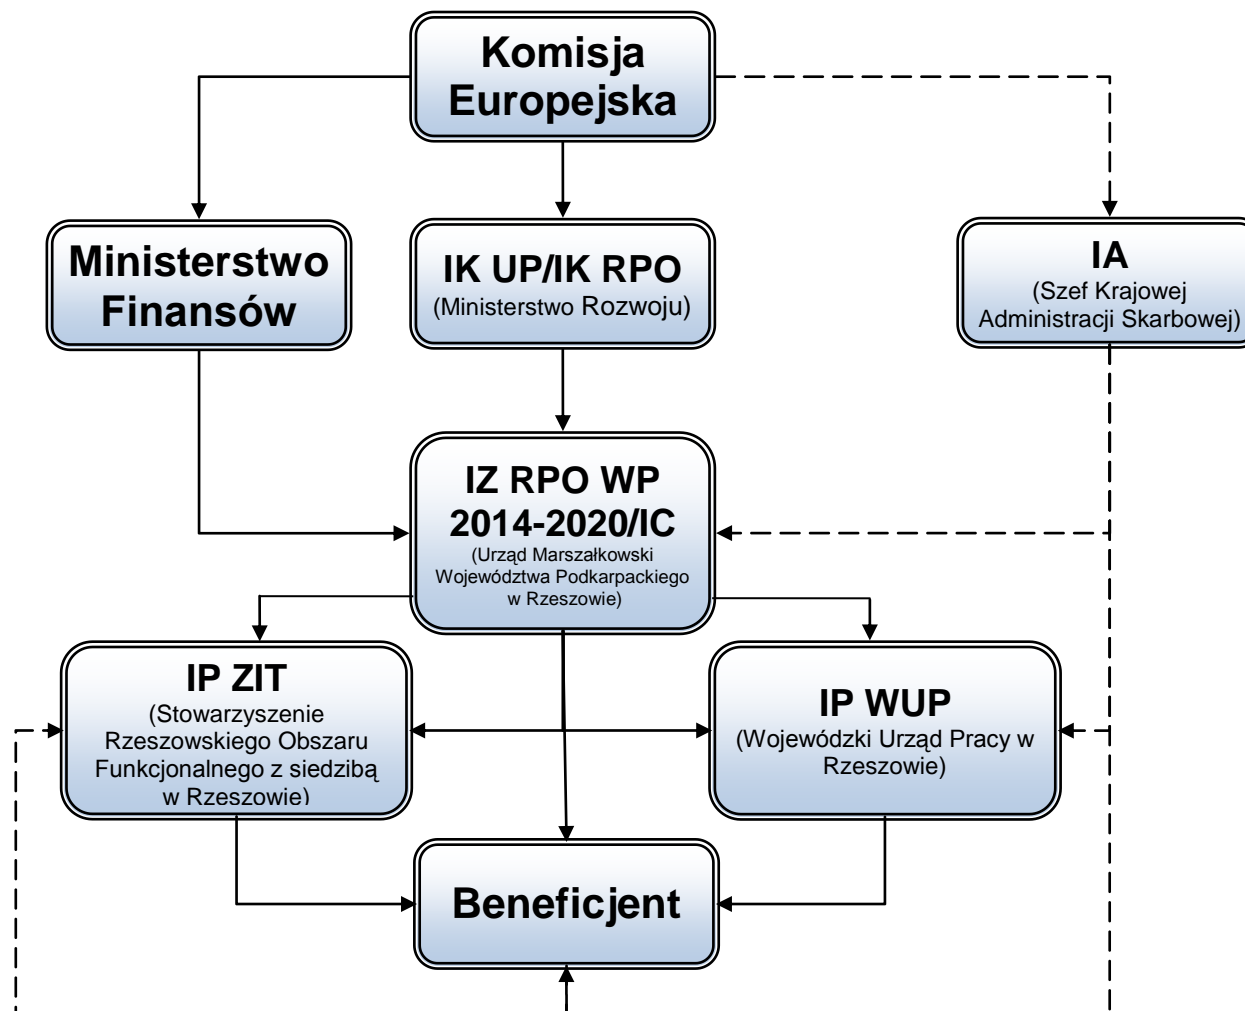 Komisja
Europejska
Ministerstwo
Finansów
IK UP/IK RPO
(Ministerstwo Rozwoju)
IA
(Szef Krajowej
Administracji Skarbowej)
IZ RPO WP
2014-2020/IC
(Urząd Marszałkowski
Województwa Podkarpackiego
w Rzeszowie)
IP ZIT
(Stowarzyszenie
Rzeszowskiego Obszaru
Funkcjonalnego z siedzibą
w Rzeszowie)
IP WUP
(Wojewódzki Urząd Pracy w
Rzeszowie)
Beneficjent